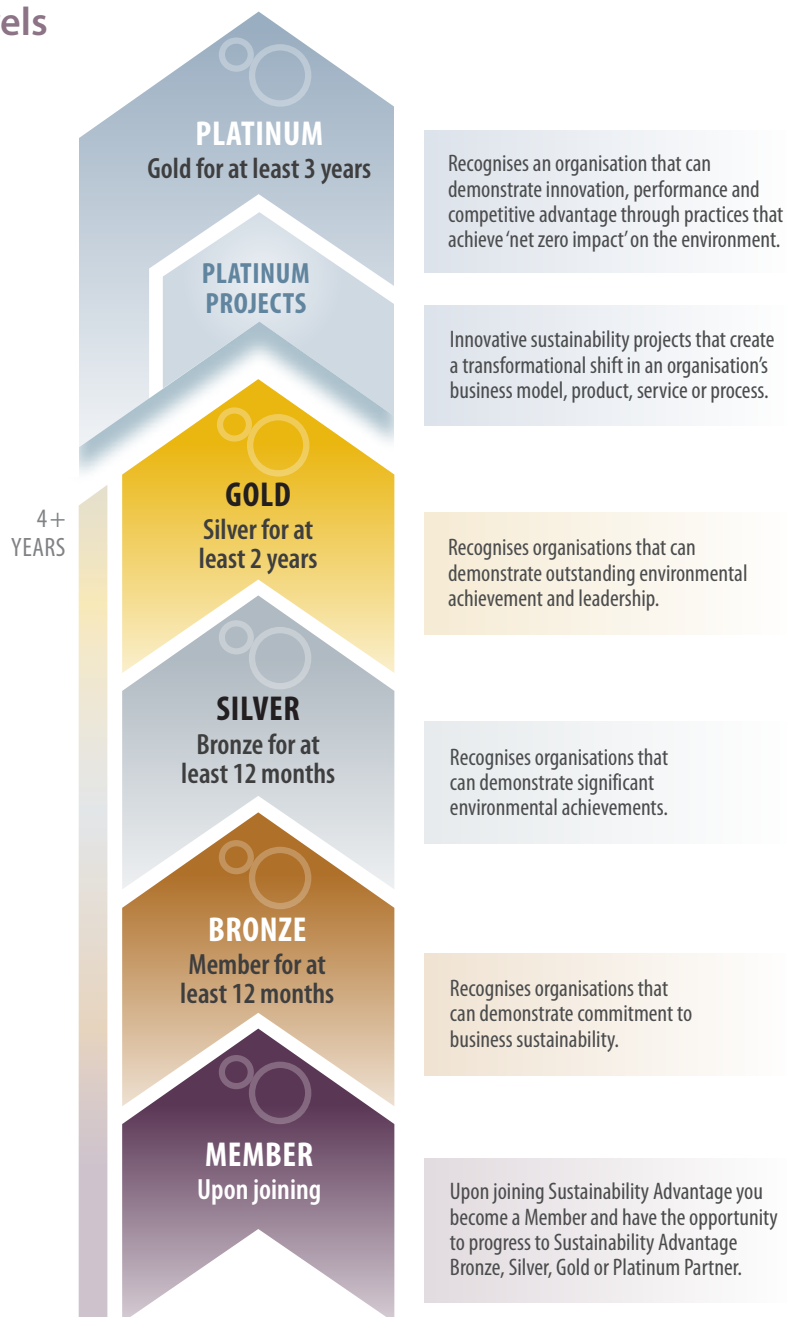 PLATINUM
Gold for at least 3 years
Recognises an organisation that can
demonstrate innovation, performance and
competitive advantage through practices that
achieve ‘net zero impact’ on the environment.
PLATINUM
PROJECTS
Innovative sustainability projects that create
a transformational shift in an organisation’s
business model, product, service or process.
4+
YEARS
GOLD
Silver for at
least 2 years
Recognises organisations that can
demonstrate outstanding environmental
achievement and leadership.
SILVER
Bronze for at
least 12 months
Recognises organisations that
can demonstrate significant
environmental achievements.
BRONZE
Member for at
least 12 months
Recognises organisations that
can demonstrate commitment to
business sustainability.
MEMBER
Upon joining
Upon joining Sustainability Advantage you
become a Member and have the opportunity
to progress to Sustainability Advantage
Bronze, Silver, Gold or Platinum Partner.